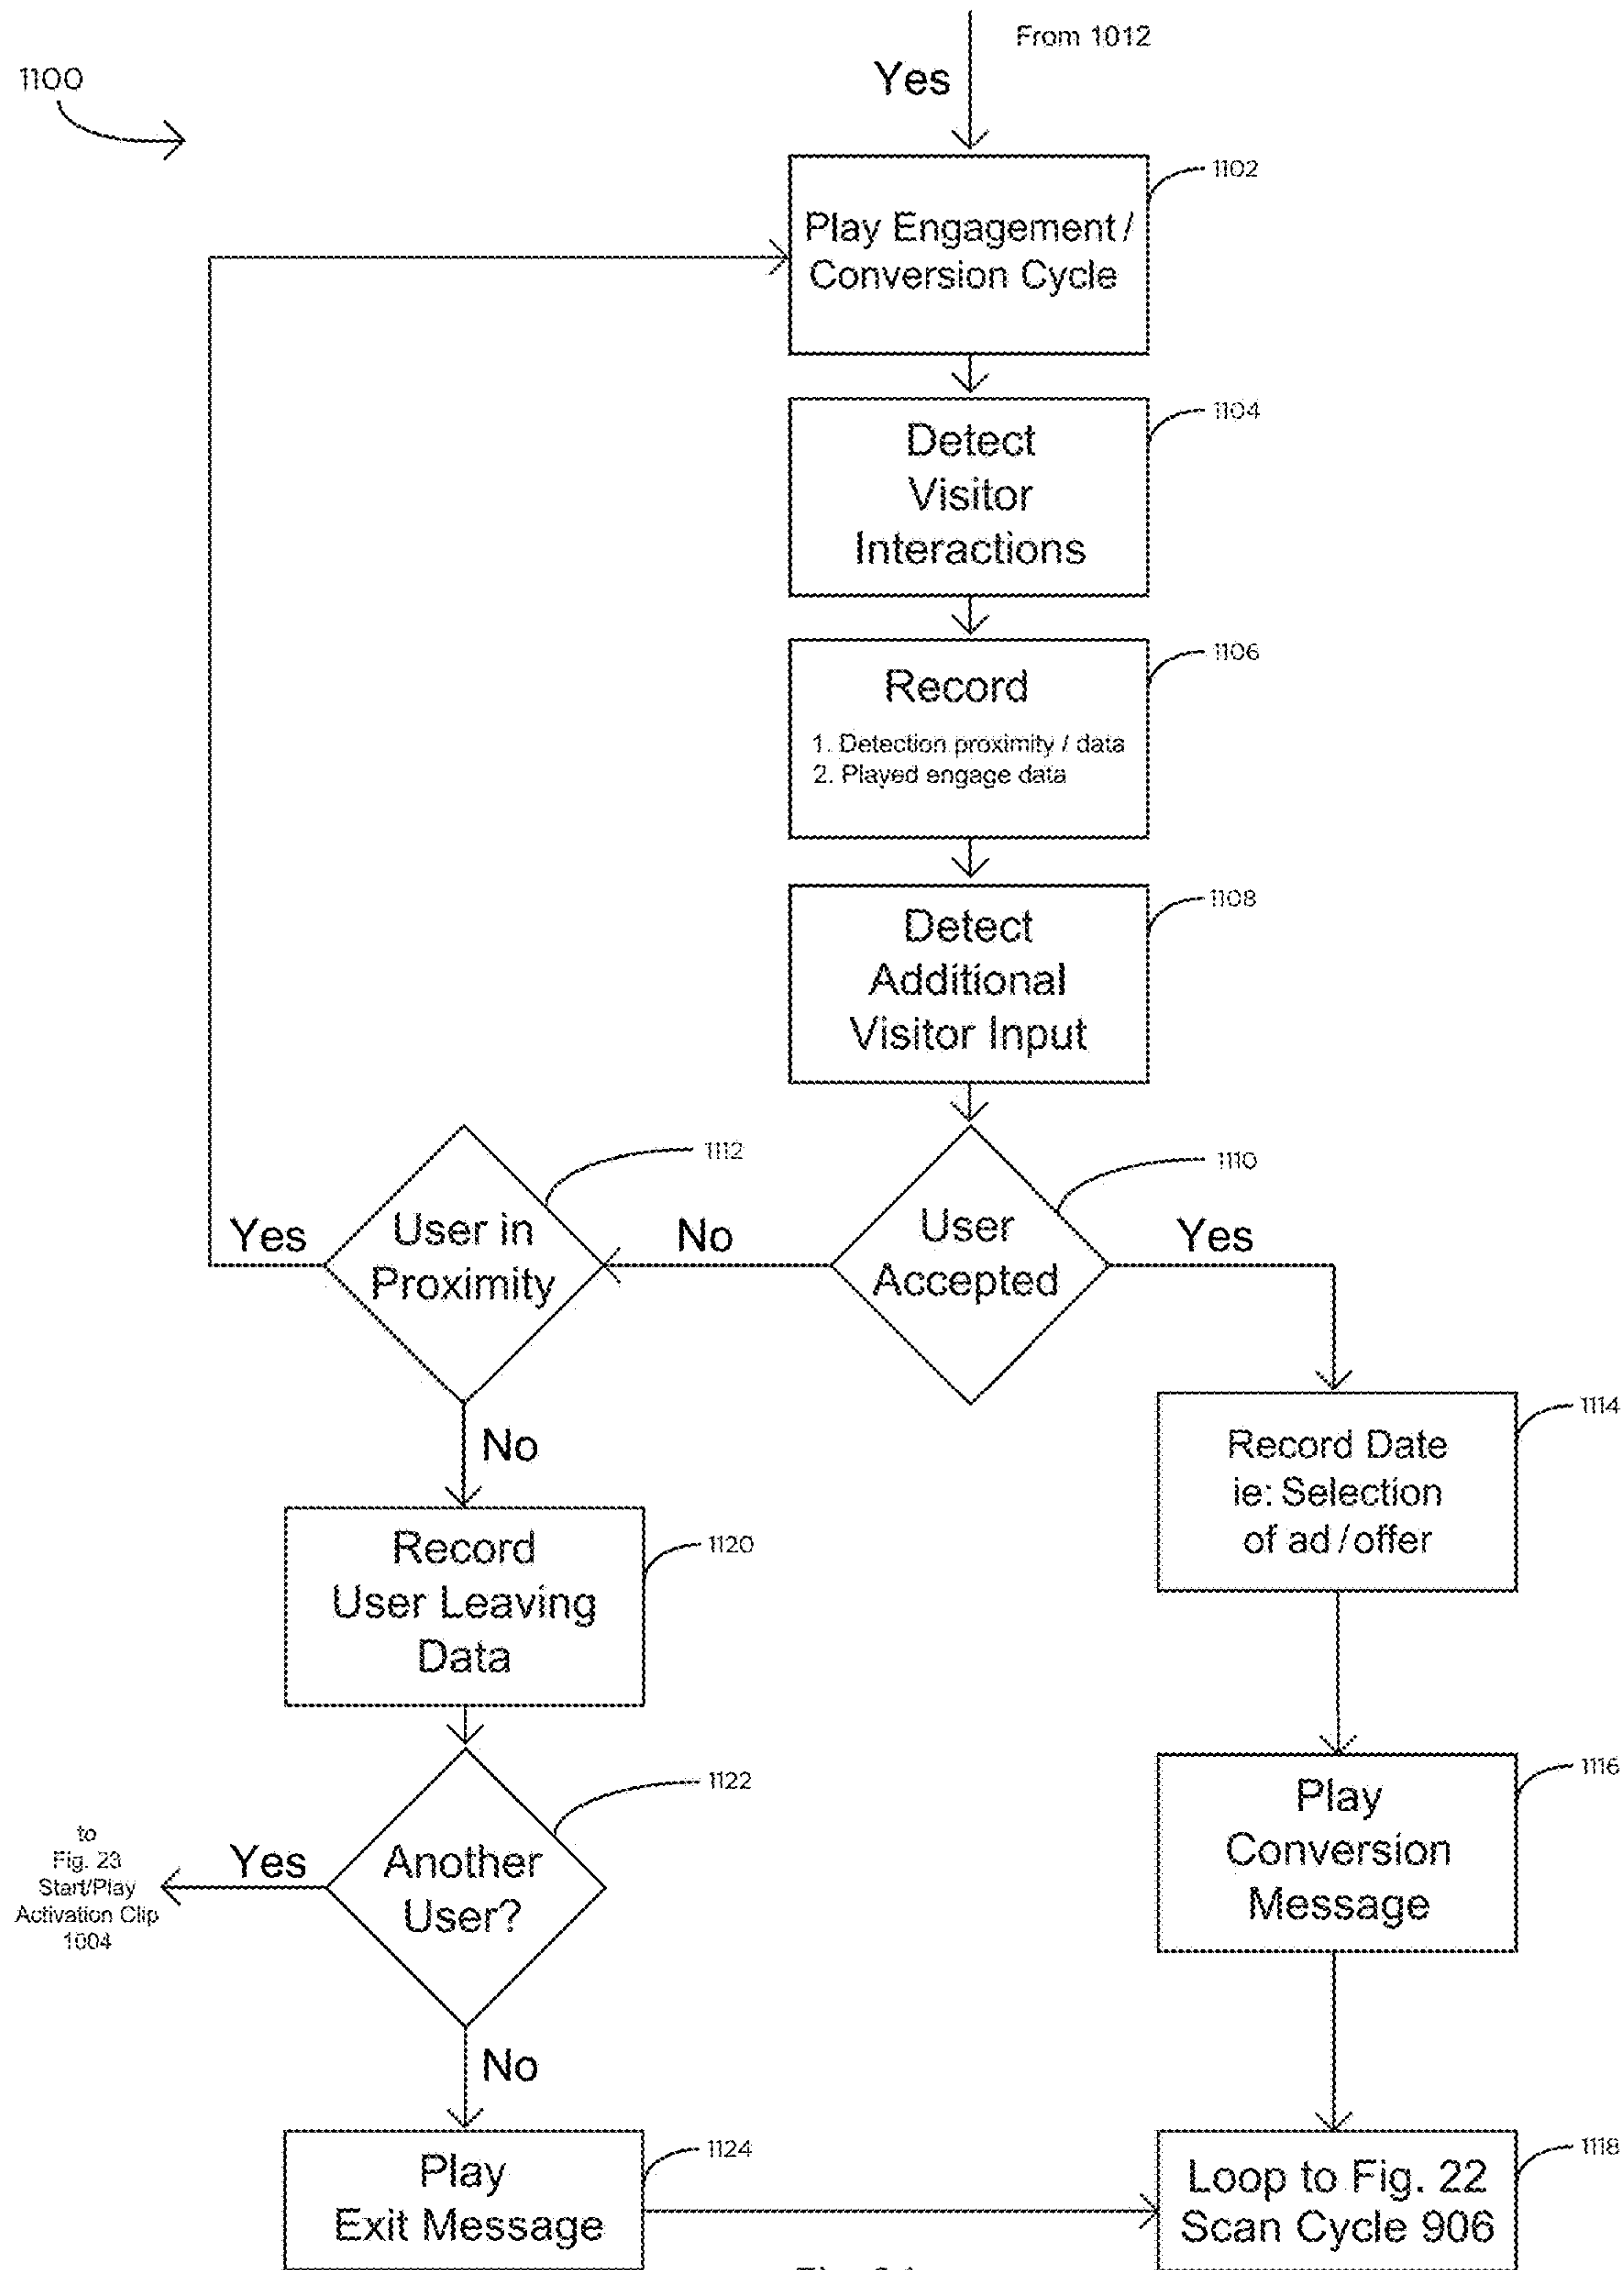 From 1012
Yes
1100
1102
Play Engagement /
Conversion Cycle
1104
Detect
Visitor
Interactions
1106
Record
1. Detection proximity / data
2. Played engage data
1108
Detect
Additional
Visitor Input
1112
1110
User in
Proximity
Yes
No
User
Accepted
Yes
No
1114
Record Date
ie: Selection
of ad / offer
1120
Record
User Leaving
Data
1116
Play
Conversion
Message
1122
Another
User?
Yes
to
Fig. 23
Start/Play
Activation Clip
1004
No
1124
Play
Exit Message
1118
Loop to Fig. 22
Scan Cycle 906